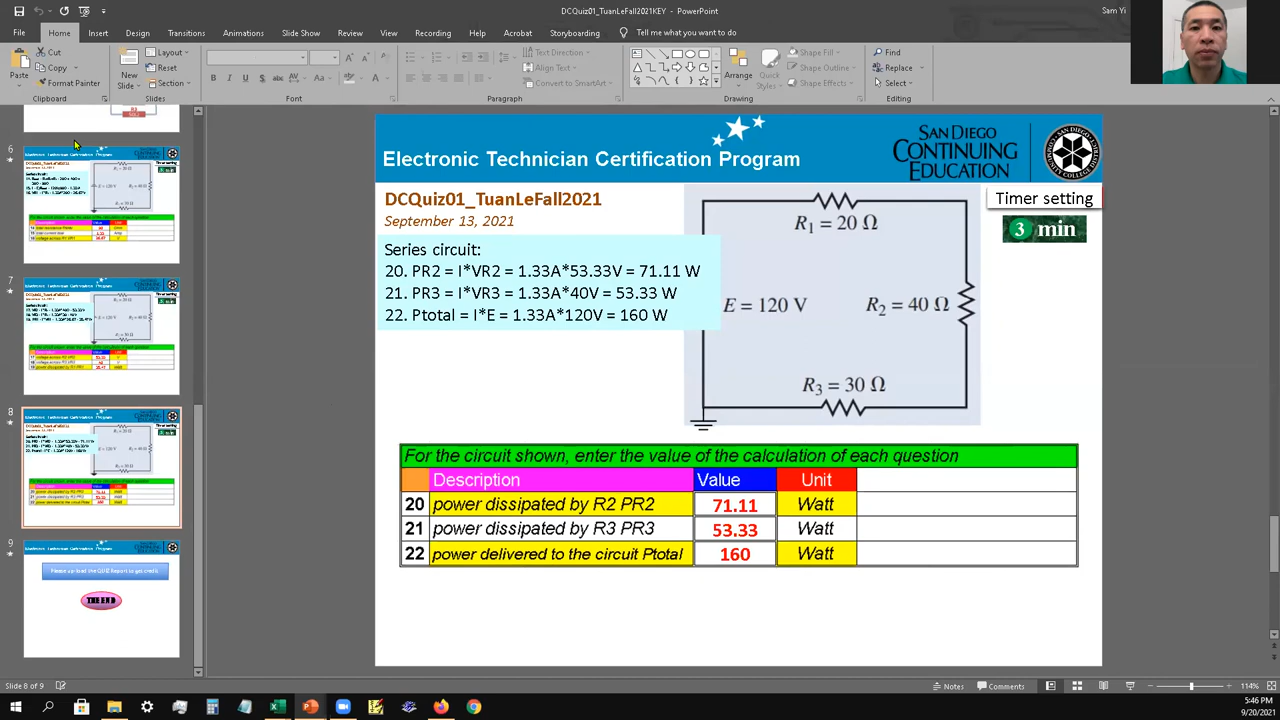 DCQuiz01_TuanLeFall2021KEY - PowerPoint
Sam Yi
File Home Insert Design Transitions Animations Slide Show Review View Recording Help Acrobat Storyboarding Tell me what you want to do
Paste
Cut
Copy
Format Painter
Clipboard
New Slide
Layout
Reset
Section
Slides
Font
Text Direction
Align Text
Convert to SmartArt
Paragraph
Arrange
Quick Styles
Shape Fill
Shape Outline
Shape Effects
Drawing
Find
Replace
Select
Editing
6
7
8
9
THE END
Electronic Technician Certification Program
SAN DIEGO
CONTINUING
EDUCATION
DCQuiz01_TuanLeFall2021
September 13, 2021
Timer setting
3 min
Series circuit:
20. PR2 = I*VR2 = 1.33A*53.33V = 71.11 W
21. PR3 = I*VR3 = 1.33A*40V = 53.33 W
22. Ptotal = I*E = 1.33A*120V = 160 W
R1 = 20 Ω
E = 120 V
R2 = 40 Ω
R3 = 30 Ω
For the circuit shown, enter the value of the calculation of each question
Description Value Unit
20 power dissipated by R2 PR2 71.11 Watt
21 power dissipated by R3 PR3 53.33 Watt
22 power delivered to the circuit Ptotal 160 Watt
Slide 8 of 9
Notes
Comments
114%
5:46 PM
9/20/2021